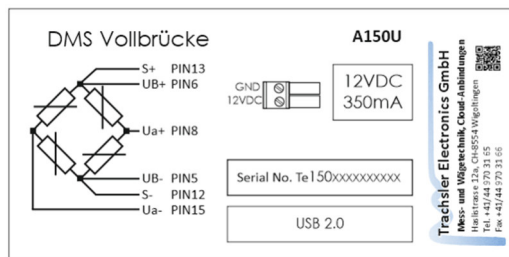 DMS Vollbrücke
S+ PIN13
UB+ PIN6
Ua+ PIN8
UB- PIN5
S- PIN12
Ua- PIN15
A150U
GND
12VDC
12VDC
350mA
Serial No. Te150xxxxxxxxxx
USB 2.0
Trachsler Electronics GmbH
Mess- und Wägetechnik, Cloud-Anbindungen
Haslistrasse 12a, CH-8554 Wigoltingen
Tel. +41/44 970 31 65
Fax +41/44 970 31 66